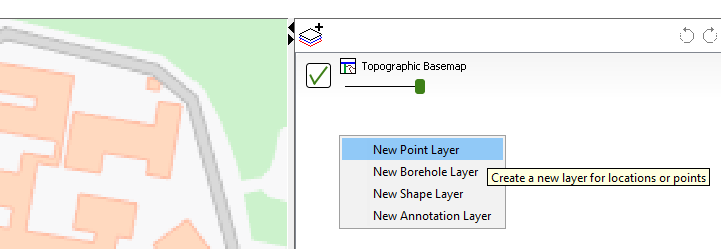 Topographic Basemap
New Point Layer
New Borehole Layer
Create a new layer for locations or points
New Shape Layer
New Annotation Layer